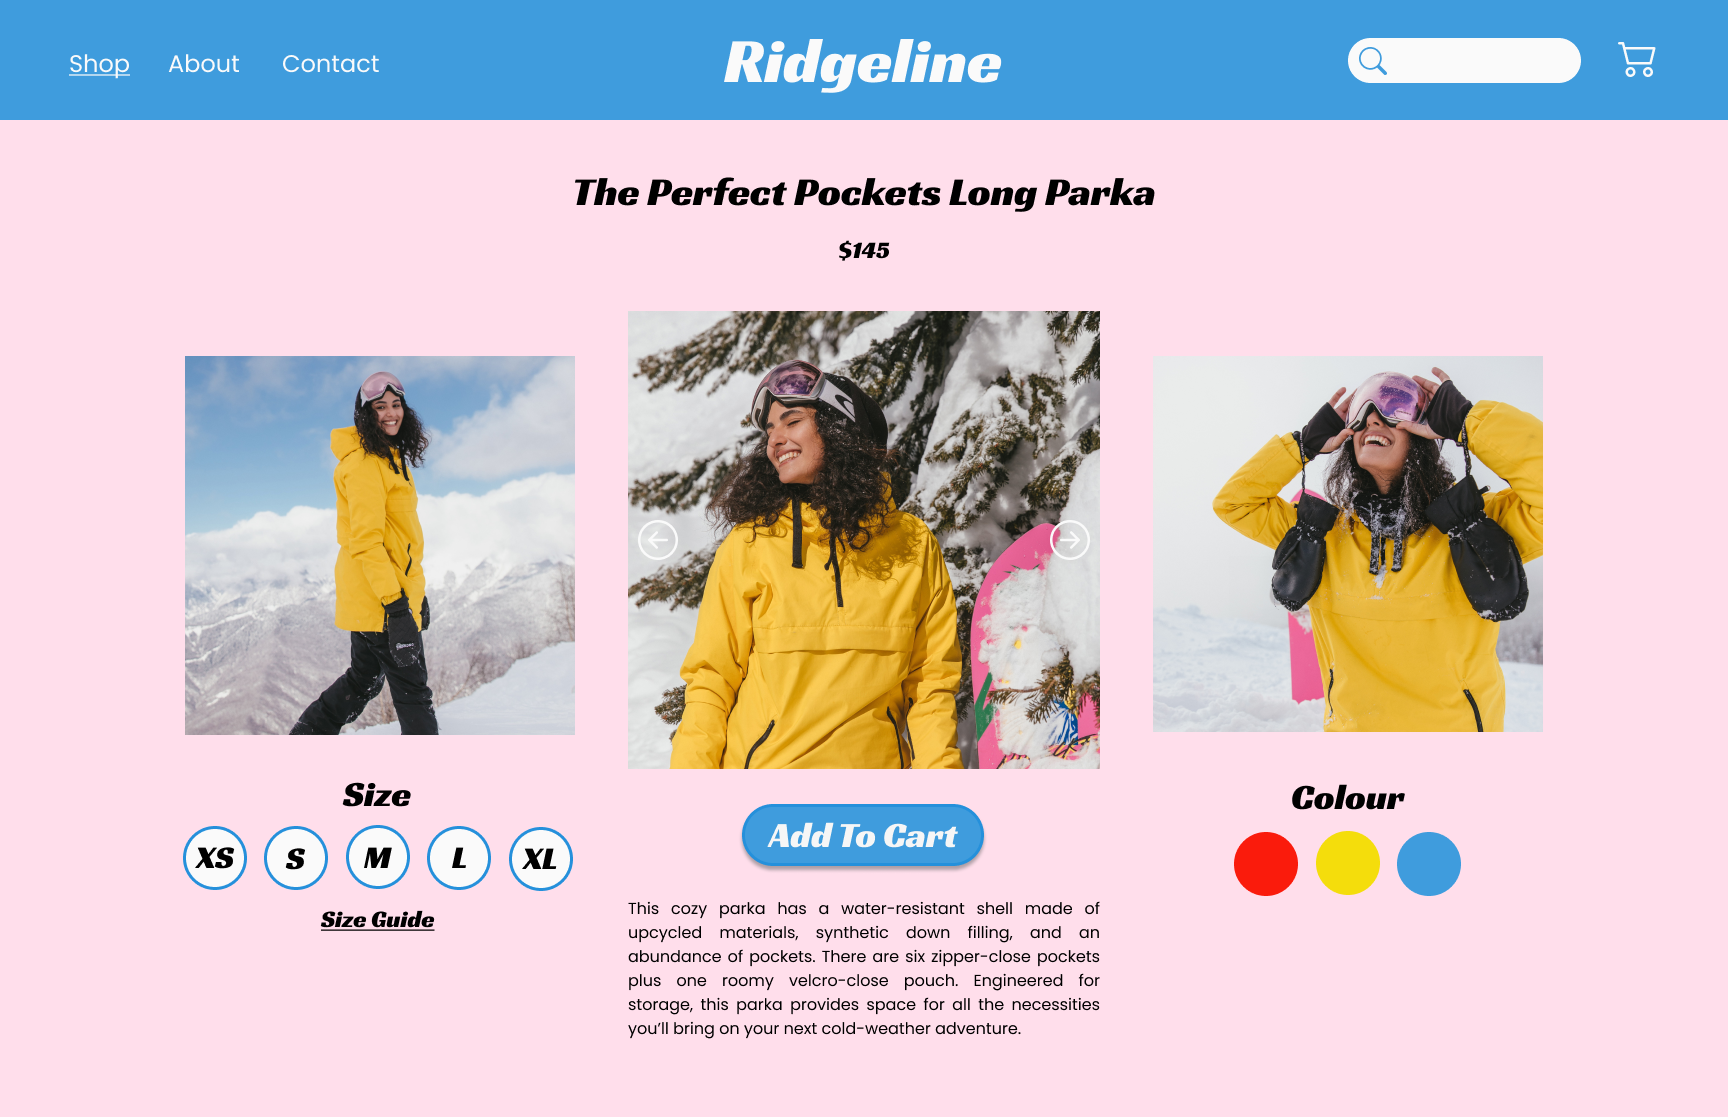 Shop About Contact Ridgeline
The Perfect Pockets Long Parka
$145
Size
XS S M L XL
Size Guide
Add To Cart
This cozy parka has a water-resistant shell made of
upcycled materials, synthetic down filling, and an
abundance of pockets. There are six zipper-close pockets
plus one roomy velcro-close pouch. Engineered for
storage, this parka provides space for all the necessities
you’ll bring on your next cold-weather adventure.
Colour